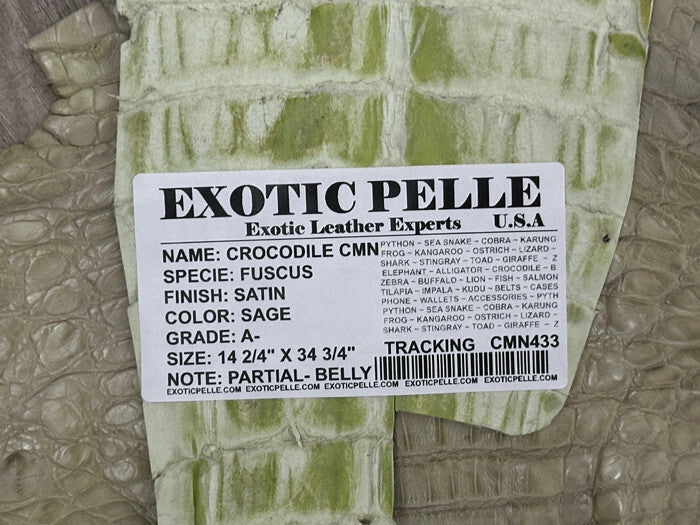 EXOTIC PELLE
Exotic Leather Experts U.S.A
NAME: CROCODILE CMN
SPECIE: FUSCUS
FINISH: SATIN
COLOR: SAGE
GRADE: A-
SIZE: 14 2/4" X 34 3/4"
NOTE: PARTIAL- BELLY
PYTHON ~ SEA SNAKE ~ COBRA ~ KARUNG
FROG ~ KANGAROO ~ OSTRICH ~ LIZARD ~
SHARK ~ STINGRAY ~ TOAD ~ GIRAFFE ~ Z
ELEPHANT ~ ALLIGATOR ~ CROCODILE ~ B
ZEBRA ~ BUFFALO ~ LION ~ FISH ~ SALMON
TILAPIA ~ IMPALA ~ KUDU ~ BELTS ~ CASES
PHONE ~ WALLETS ~ ACCESSORIES ~ PYTH
PYTHON ~ SEA SNAKE ~ COBRA ~ KARUNG
FROG ~ KANGAROO ~ OSTRICH ~ LIZARD ~
SHARK ~ STINGRAY ~ TOAD ~ GIRAFFE ~ Z
TRACKING CMN433
EXOTICPELLE.COM EXOTICPELLE.COM EXOTICPELLE.COM EXOTICPELLE.COM EXOTICPELLE.COM